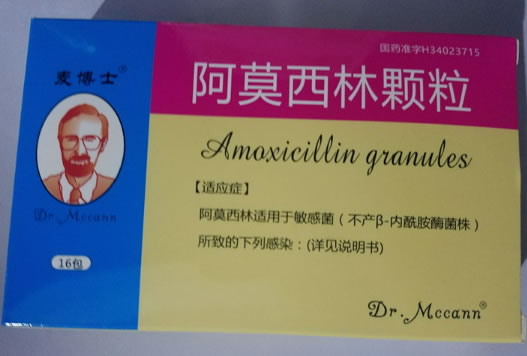 国药准字H34023715
麦博士®
阿莫西林颗粒
Amoxicillin granules
【适应症】
阿莫西林适用于敏感菌（不产β-内酰胺酶菌株）
所致的下列感染：(详见说明书)
Dr.Mccann
16包
Dr.Mccann®